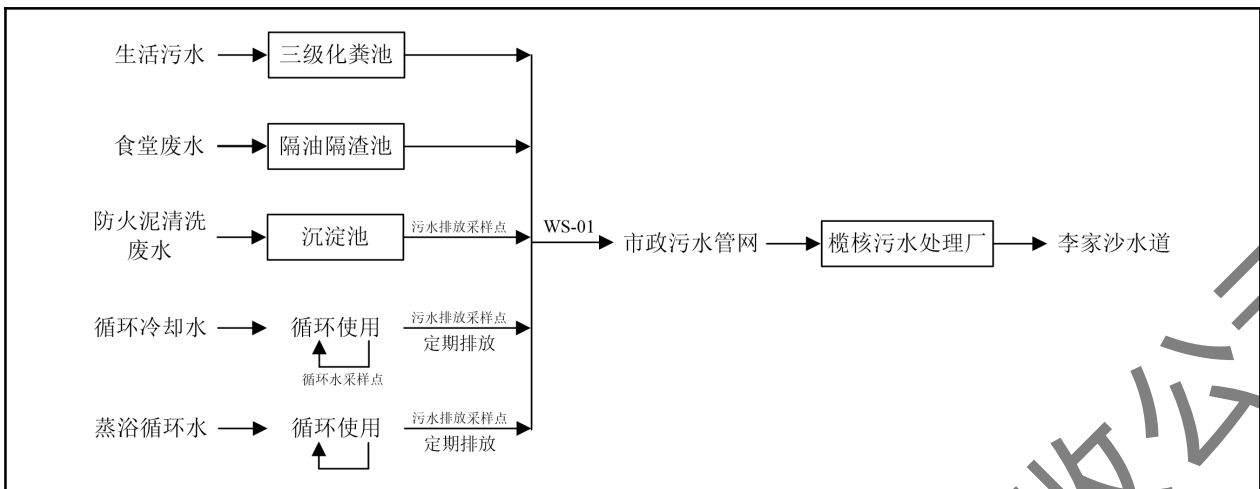 生活污水
三级化粪池
食堂废水
隔油隔渣池
防火泥清洗
废水
沉淀池
污水排放采样点
WS-01
市政污水管网
榄核污水处理厂
李家沙水道
循环冷却水
循环使用
污水排放采样点
定期排放
循环水采样点
蒸浴循环水
循环使用
污水排放采样点
定期排放
收公示